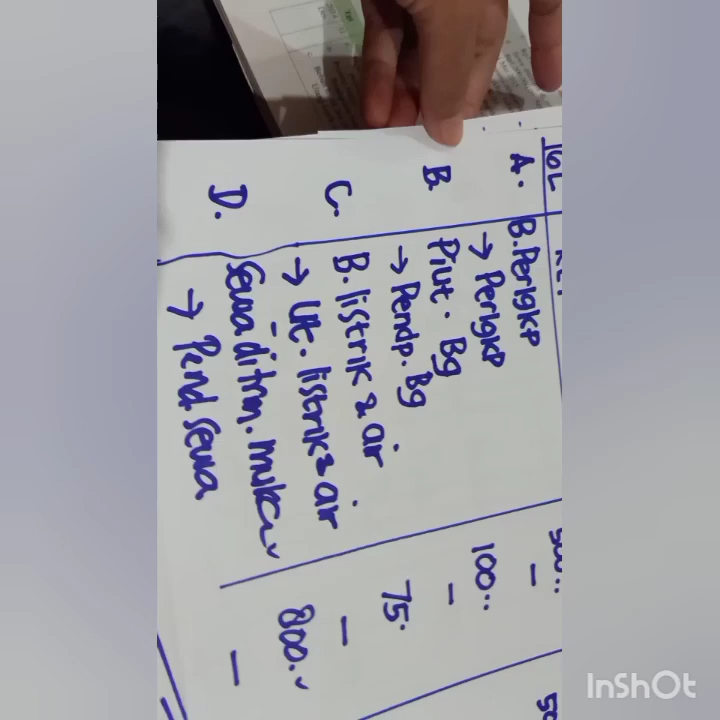 A. B. Perlgkp
→ Perlgkp
B. Piut. Bg 100..
→ Pendp. Bg -
C. B. listrik & air 75.
→ Ut. listrik & air -
D. Sewa ditrm. muka 800.
→ Pend sewa -
InShOt